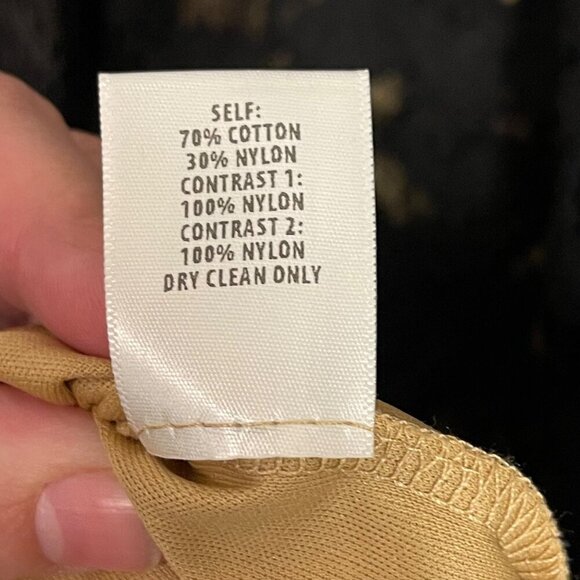 SELF:
70% COTTON
30% NYLON
CONTRAST 1:
100% NYLON
CONTRAST 2:
100% NYLON
DRY CLEAN ONLY